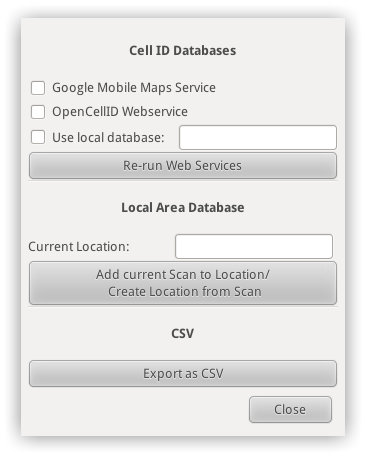 Cell ID Databases
Google Mobile Maps Service
OpenCellID Webservice
Use local database:
Re-run Web Services
Local Area Database
Current Location:
Add current Scan to Location/
Create Location from Scan
CSV
Export as CSV
Close